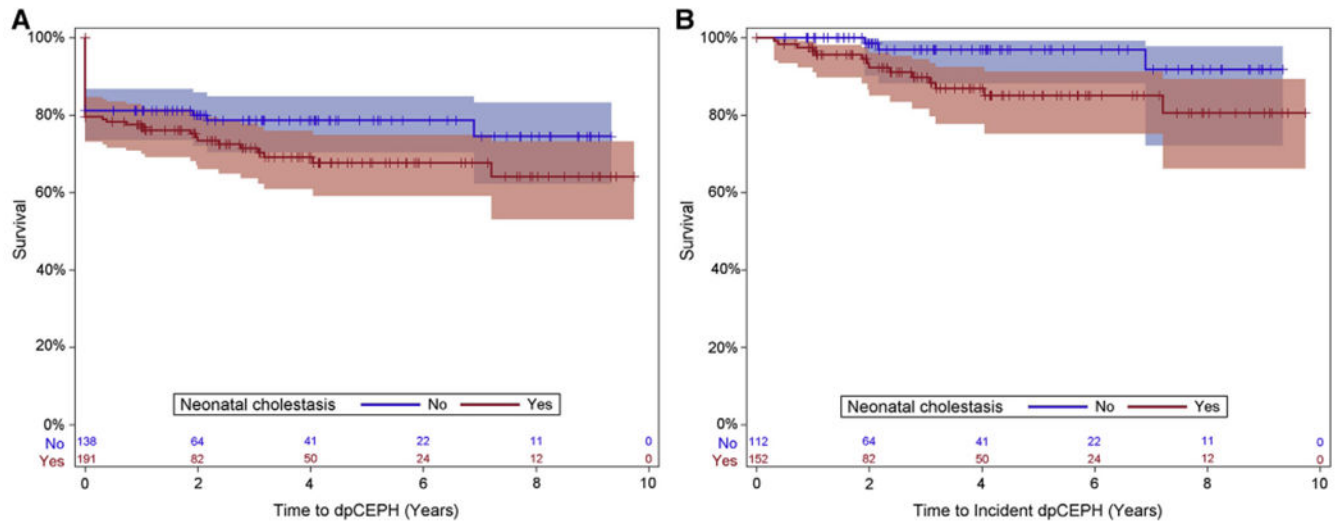 A
100%
80%
60%
40%
20%
0%
Survival
Neonatal cholestasis No Yes
No 138 64 41 22 11 0
Yes 191 82 50 24 12 0
0 2 4 6 8 10
Time to dpCEPH (Years)
B
100%
80%
60%
40%
20%
0%
Survival
Neonatal cholestasis No Yes
No 112 64 41 22 11 0
Yes 152 82 50 24 12 0
0 2 4 6 8 10
Time to Incident dpCEPH (Years)